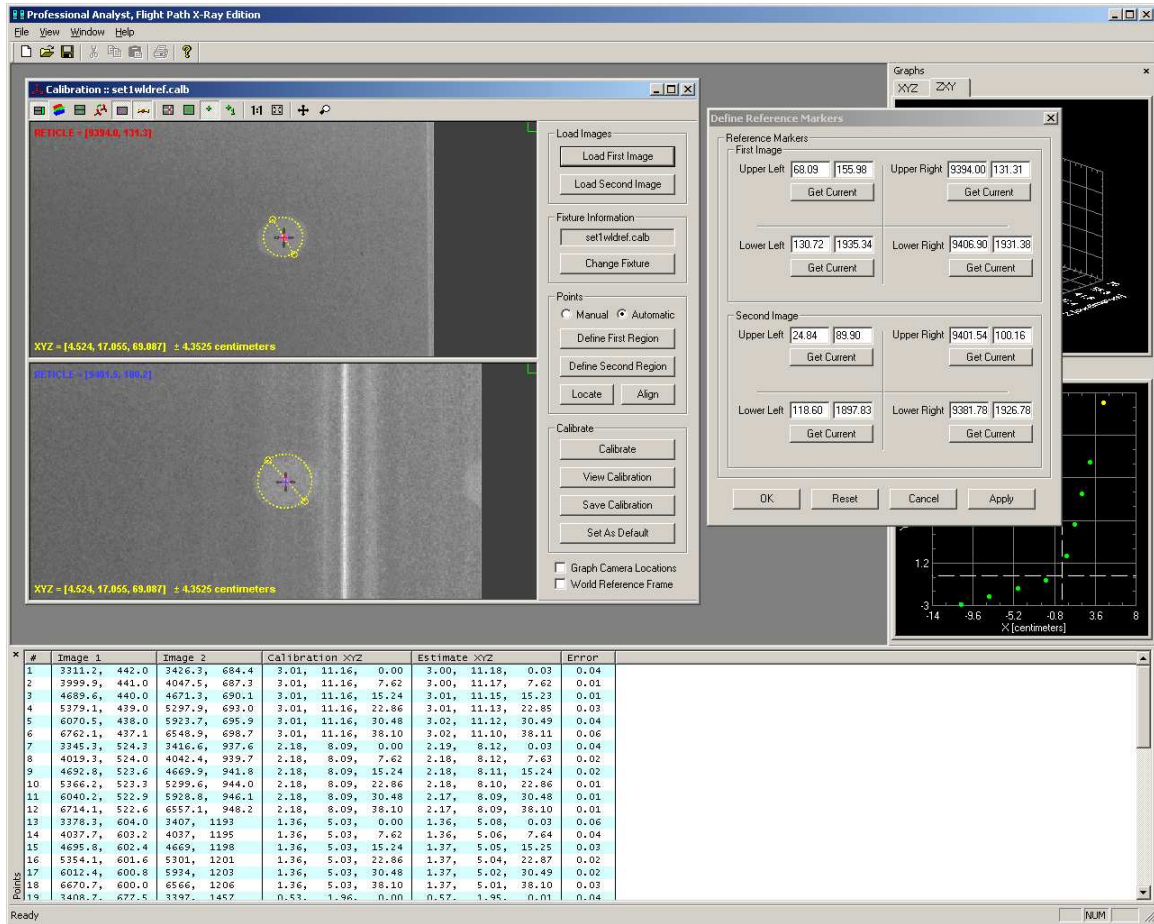 Professional Analyst, Flight Path X-Ray Edition
File View Window Help
Calibration :: set1wldref.calb
1:1
RETICLE = [9394.0, 131.3]
XYZ = [4.524, 17.055, 69.087] ± 4.3525 centimeters
RETICLE = [9401.5, 100.2]
XYZ = [4.524, 17.055, 69.087] ± 4.3525 centimeters
Load Images
Load First Image
Load Second Image
Fixture Information
set1wldref.calb
Change Fixture
Points
Manual Automatic
Define First Region
Define Second Region
Locate Align
Calibrate
Calibrate
View Calibration
Save Calibration
Set As Default
Graph Camera Locations
World Reference Frame
Define Reference Markers
Reference Markers
First Image
Upper Left 68.09 155.98 Upper Right 9394.00 131.31
Get Current Get Current
Lower Left 130.72 1935.34 Lower Right 9406.90 1931.38
Get Current Get Current
Second Image
Upper Left 24.84 89.90 Upper Right 9401.54 100.16
Get Current Get Current
Lower Left 118.60 1897.83 Lower Right 9381.78 1926.78
Get Current Get Current
OK Reset Cancel Apply
Graphs
XYZ ZXY
1.2
-3
-14 -9.6 -5.2 -0.8 3.6 8
X [centimeters]
# Image 1 Image 2 Calibration XYZ Estimate XYZ Error
1 3311.2, 442.0 3426.3, 684.4 3.01, 11.16, 0.00 3.00, 11.18, 0.03 0.04
2 3999.9, 441.0 4047.5, 687.3 3.01, 11.16, 7.62 3.00, 11.17, 7.62 0.01
3 4689.6, 440.0 4671.3, 690.1 3.01, 11.16, 15.24 3.01, 11.15, 15.23 0.01
4 5379.1, 439.0 5297.9, 693.0 3.01, 11.16, 22.86 3.01, 11.13, 22.85 0.03
5 6070.5, 438.0 5923.7, 695.9 3.01, 11.16, 30.48 3.02, 11.12, 30.49 0.04
6 6762.1, 437.1 6548.9, 698.7 3.01, 11.16, 38.10 3.02, 11.10, 38.11 0.06
7 3345.3, 524.3 3416.6, 937.6 2.18, 8.09, 0.00 2.19, 8.12, 0.03 0.04
8 4019.3, 524.0 4042.4, 939.7 2.18, 8.09, 7.62 2.18, 8.12, 7.63 0.02
9 4692.8, 523.6 4669.9, 941.8 2.18, 8.09, 15.24 2.18, 8.11, 15.24 0.02
10 5366.2, 523.3 5299.6, 944.0 2.18, 8.09, 22.86 2.18, 8.10, 22.86 0.01
11 6040.2, 522.9 5928.8, 946.1 2.18, 8.09, 30.48 2.17, 8.09, 30.48 0.01
12 6714.1, 522.6 6557.1, 948.2 2.18, 8.09, 38.10 2.17, 8.09, 38.10 0.01
13 3378.3, 604.0 3407, 1193 1.36, 5.03, 0.00 1.36, 5.08, 0.03 0.06
14 4037.7, 603.2 4037, 1195 1.36, 5.03, 7.62 1.36, 5.06, 7.64 0.04
15 4695.8, 602.4 4669, 1198 1.36, 5.03, 15.24 1.37, 5.05, 15.25 0.03
16 5354.1, 601.6 5301, 1201 1.36, 5.03, 22.86 1.37, 5.04, 22.87 0.02
17 6012.4, 600.8 5934, 1203 1.36, 5.03, 30.48 1.37, 5.02, 30.49 0.02
18 6670.7, 600.0 6566, 1206 1.36, 5.03, 38.10 1.37, 5.01, 38.10 0.03
19 3408.7, 677.5 3397, 1457 0.53, 1.96, 0.00 0.57, 1.95, 0.01 0.04
Points
Ready NUM